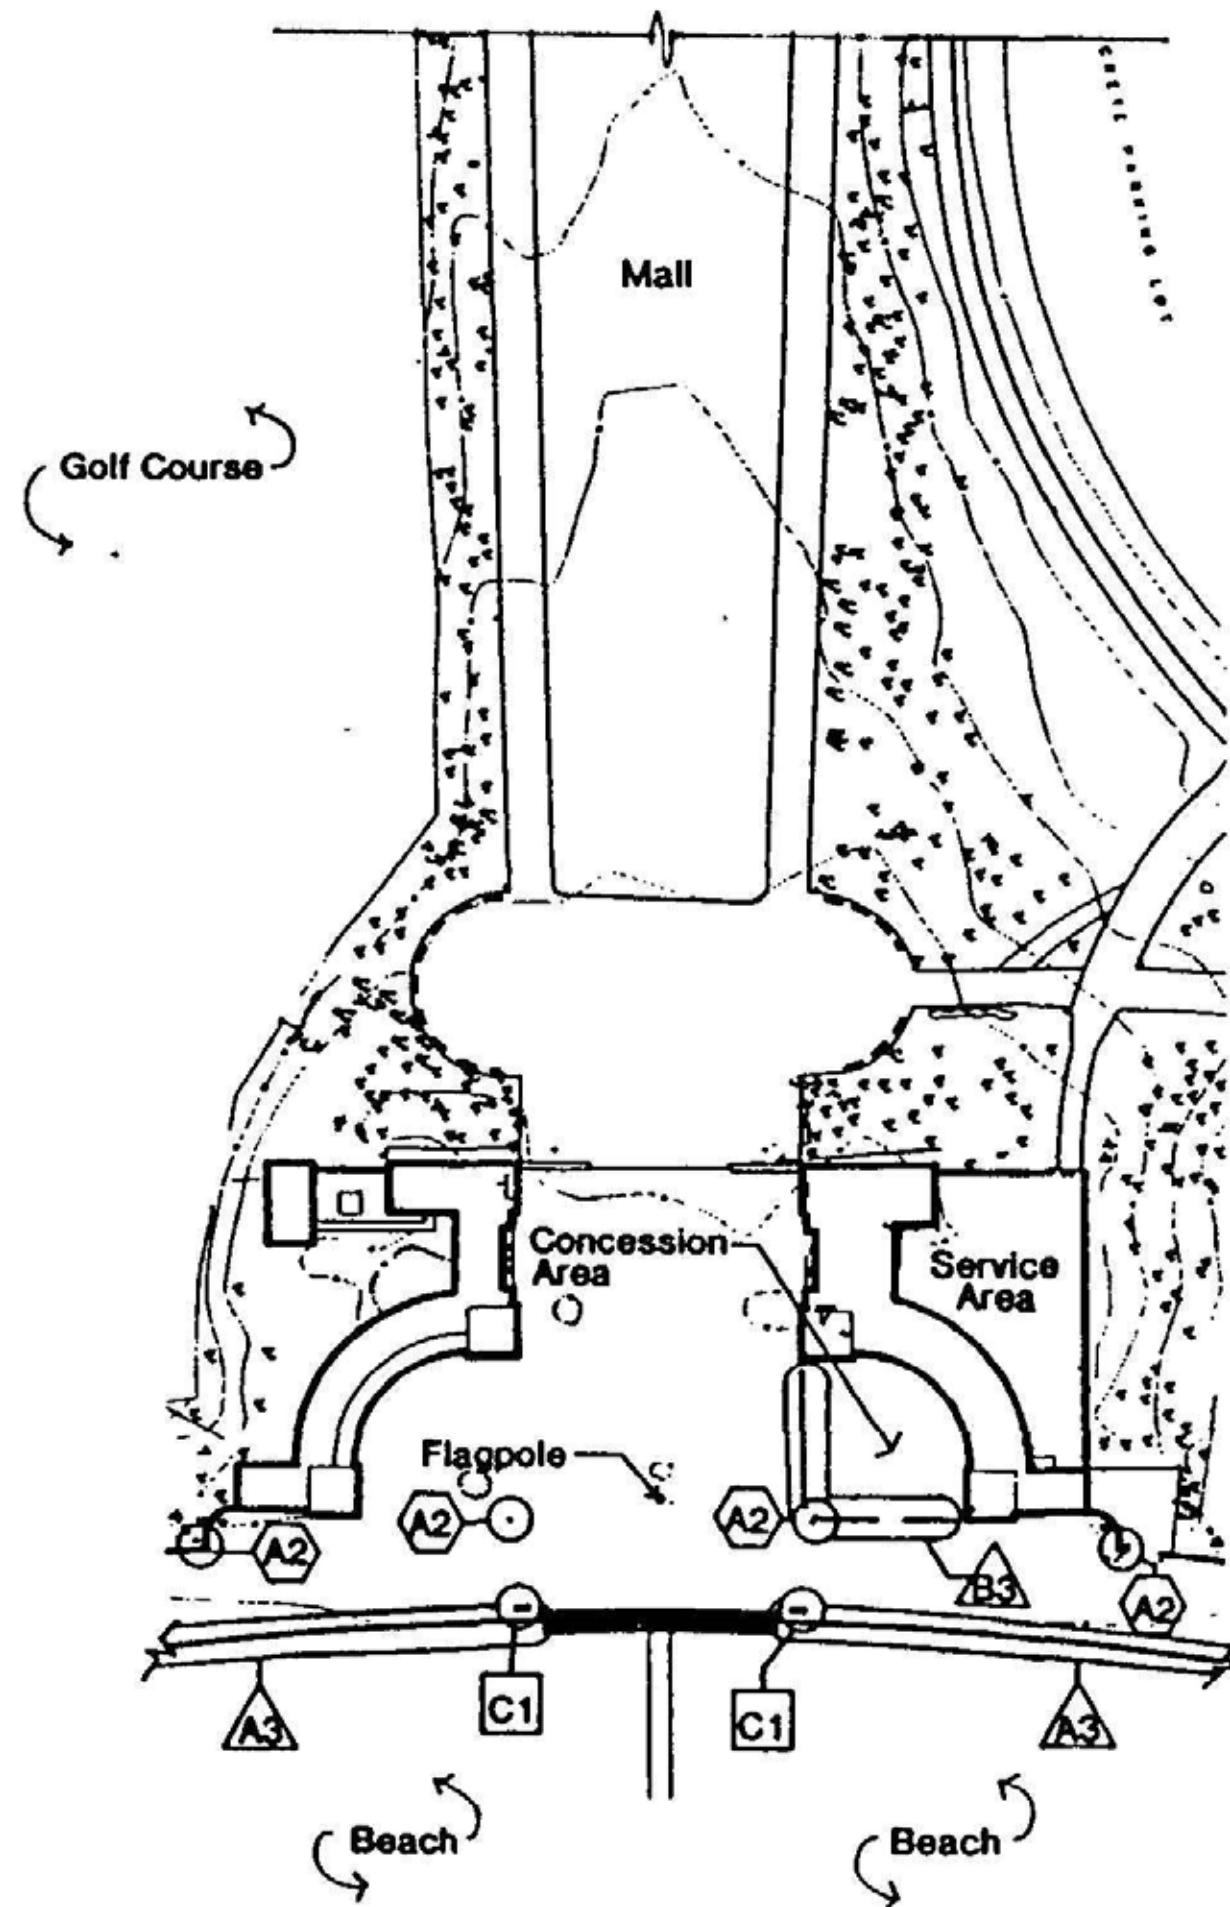 Mall
Golf Course
Concession
Area
Service
Area
Flagpole
A2
A2
A2
B3
A2
C1
C1
A3
A3
Beach
Beach